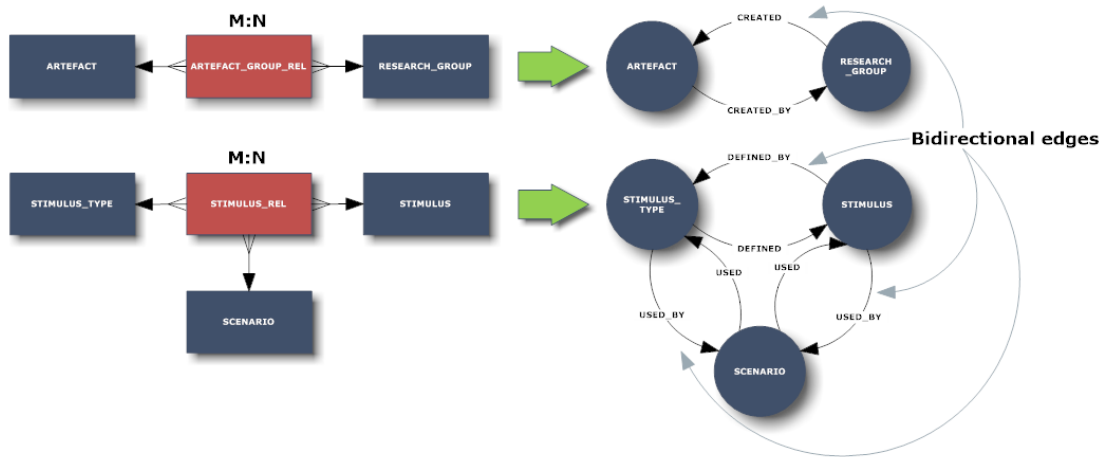 M:N
ARTEFACT
ARTEFACT_GROUP_REL
RESEARCH_GROUP
CREATED
ARTEFACT
RESEARCH
_GROUP
CREATED_BY
Bidirectional edges
M:N
STIMULUS_TYPE
STIMULUS_REL
STIMULUS
SCENARIO
DEFINED_BY
STIMULUS_
TYPE
STIMULUS
DEFINED
USED
USED
USED_BY
USED_BY
SCENARIO